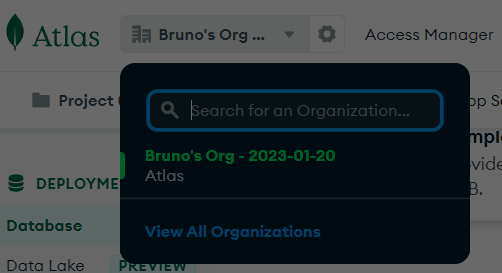 Atlas
Bruno's Org ...
Access Manager
Project
Search for an Organization...
Bruno's Org - 2023-01-20
Atlas
View All Organizations
DEPLOYME
Database
Data Lake
PREVIEW